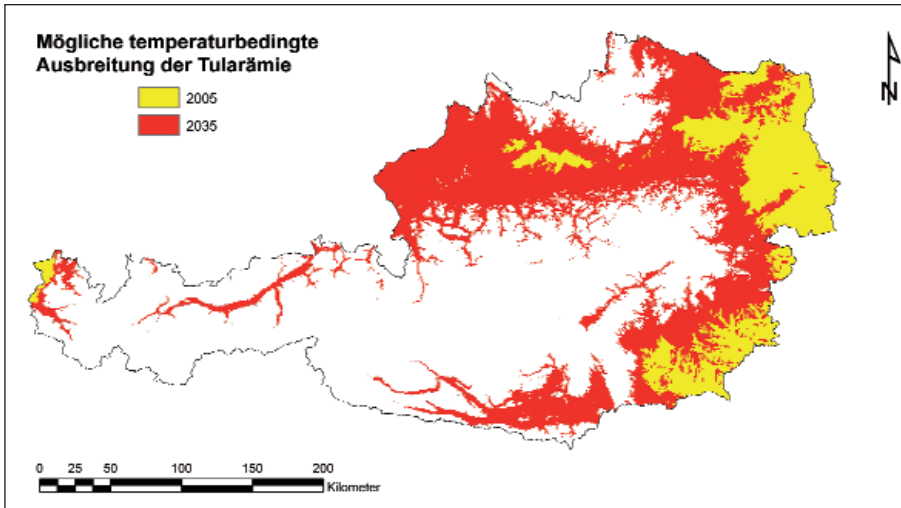 Mögliche temperaturbedingte
Ausbreitung der Tularämie
2005
2035
N
0 25 50 100 150 200
Kilometer